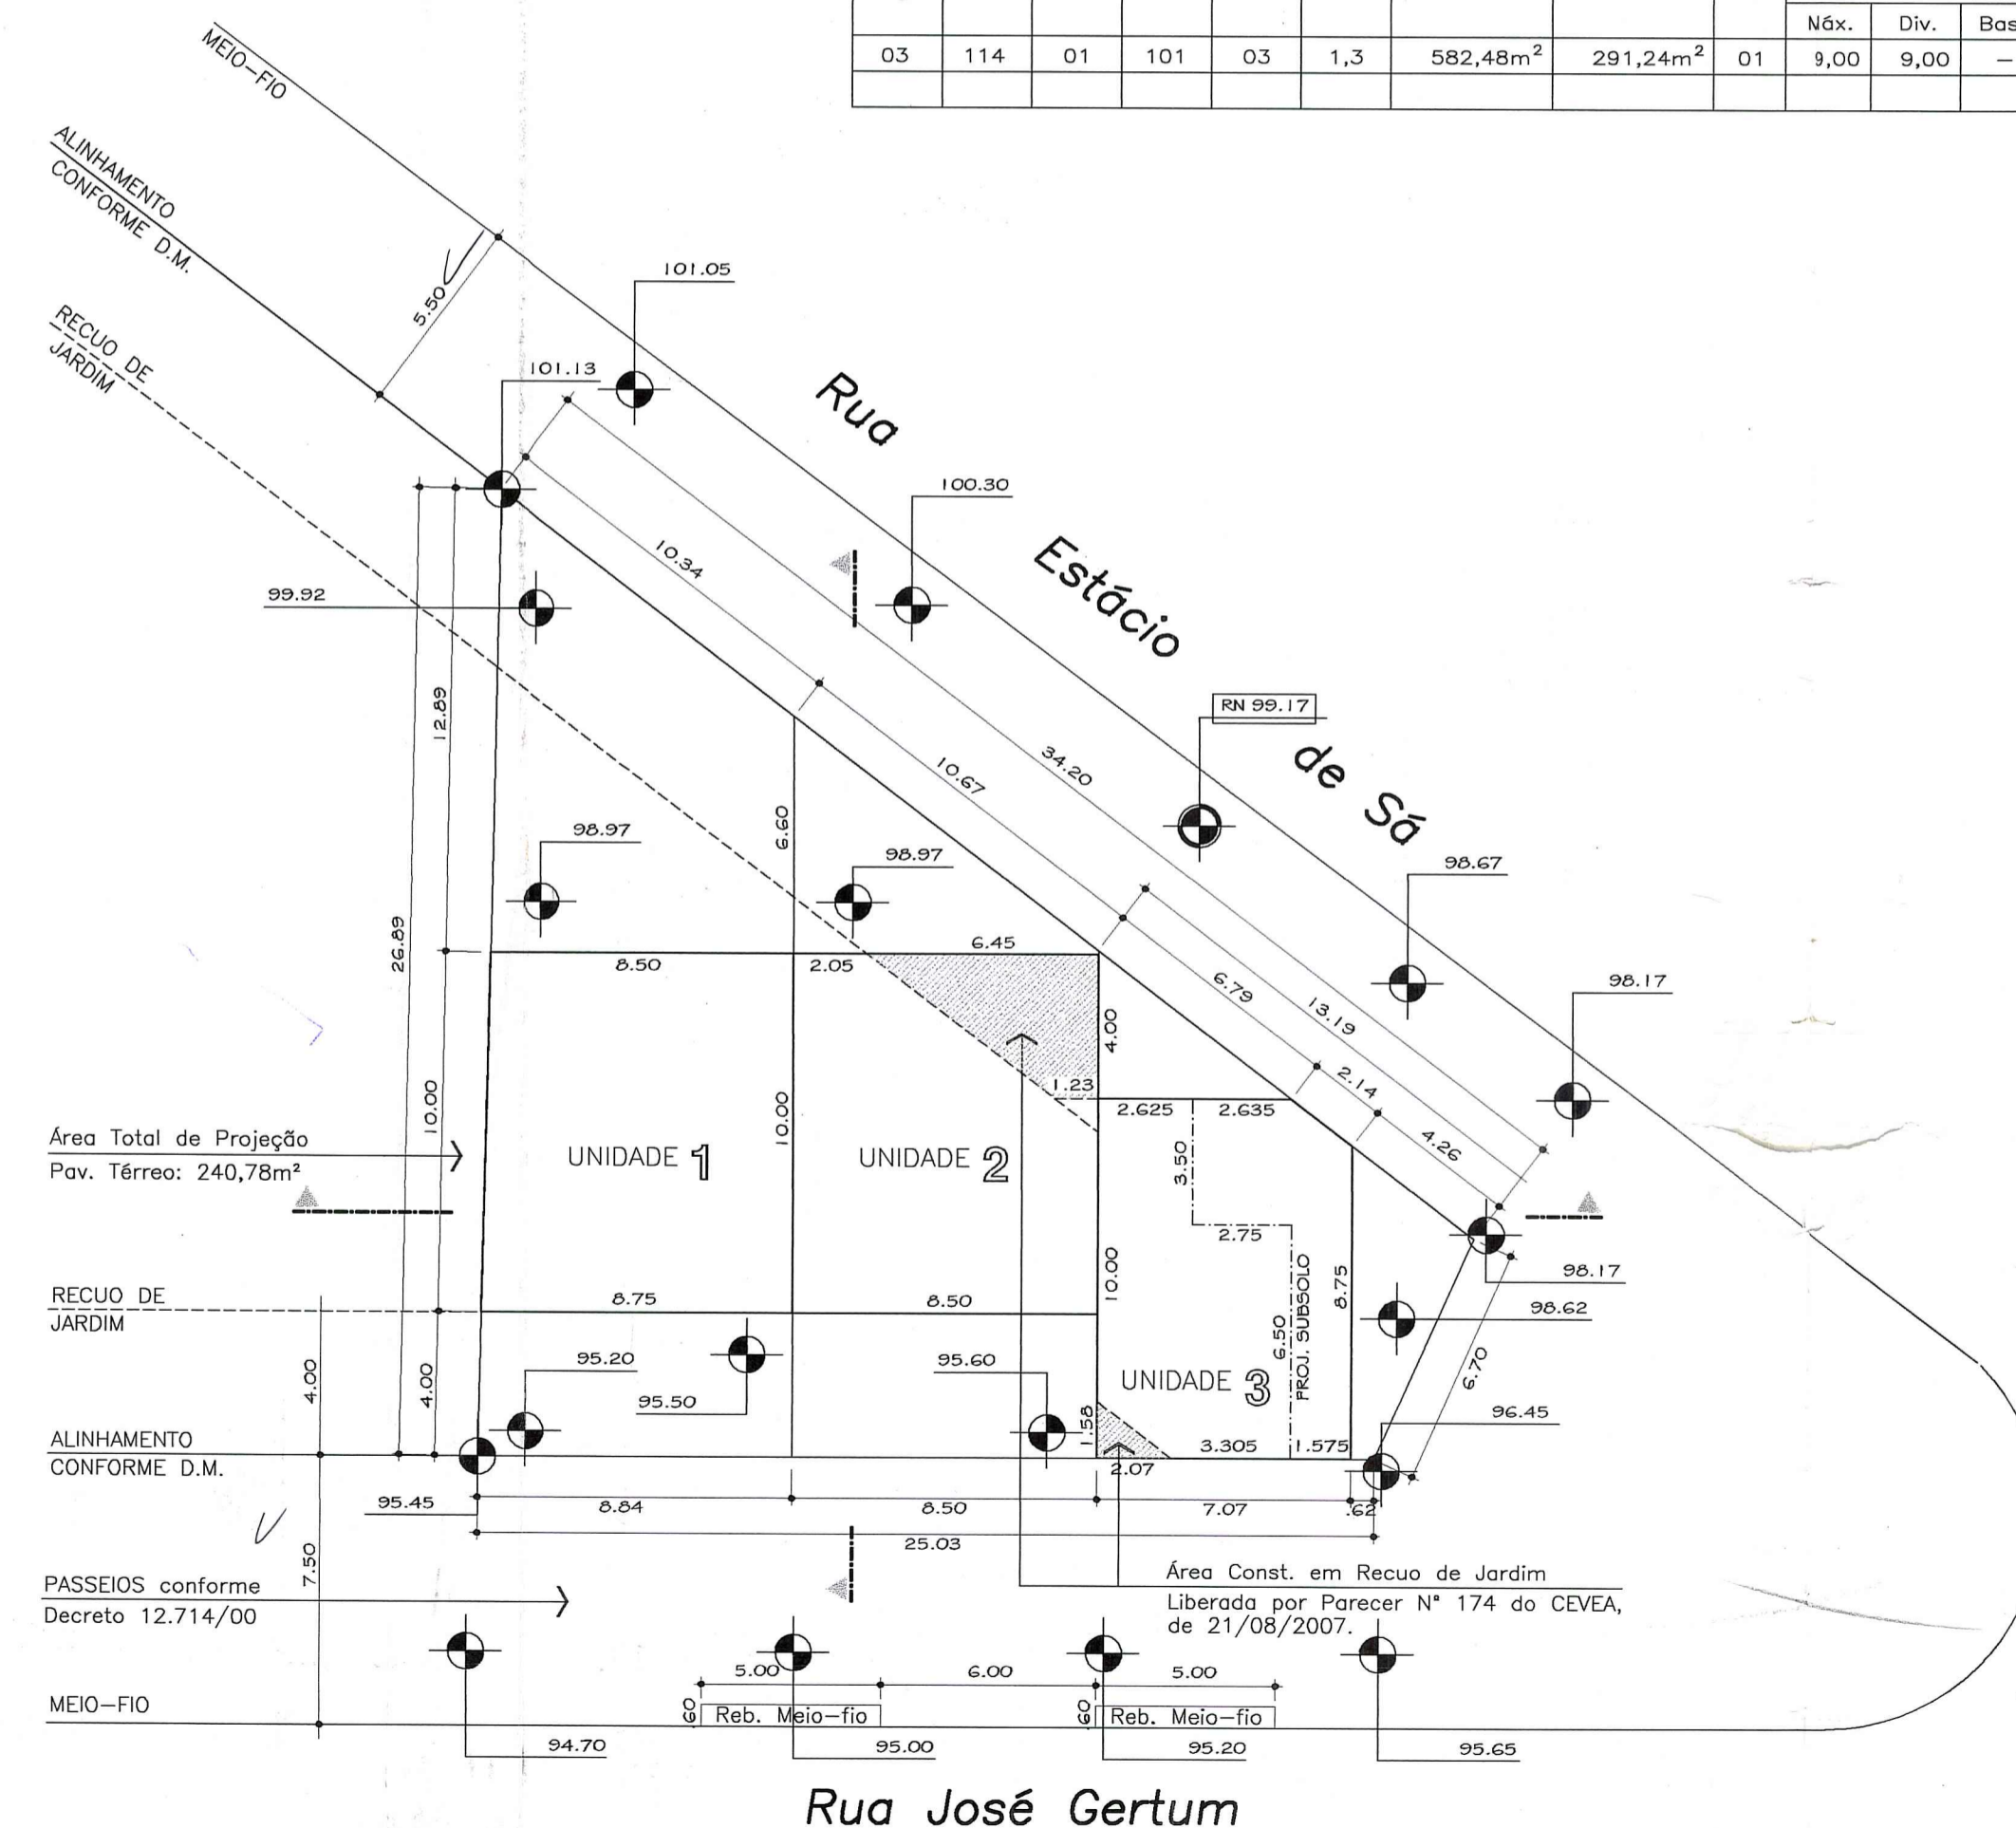 Náx. Div. Bas
03 114 01 101 03 1,3 582,48m² 291,24m² 01 9,00 9,00 –
MEIO-FIO
ALINHAMENTO
CONFORME D.M.
RECUO DE
JARDIM
5.50
101.05
101.13
Rua Estácio de Sá
100.30
99.92
10.34
12.89
RN 99.17
34.20
10.67
6.60
98.97
98.97
98.67
98.17
26.89
6.45
8.50
2.05
6.79
13.19
4.00
2.14
1.23
2.625
2.635
4.26
10.00
10.00
3.50
Área Total de Projeção
Pav. Térreo: 240,78m²
UNIDADE 1
UNIDADE 2
2.75
10.00
8.75
98.17
98.62
RECUO DE
JARDIM
8.75
8.50
6.50
PROJ. SUBSOLO
6.70
4.00
4.00
95.20
95.50
95.60
UNIDADE 3
96.45
1.58
ALINHAMENTO
CONFORME D.M.
3.305
1.575
2.07
95.45
8.84
8.50
7.07
.62
25.03
7.50
PASSEIOS conforme
Decreto 12.714/00
Área Const. em Recuo de Jardim
Liberada por Parecer Nª 174 do CEVEA,
de 21/08/2007.
5.00
6.00
5.00
MEIO-FIO
.60
Reb. Meio-fio
.60
Reb. Meio-fio
94.70
95.00
95.20
95.65
Rua José Gertum